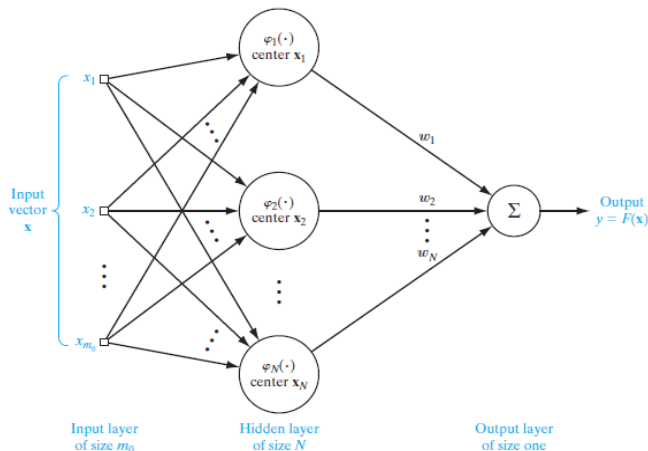 φ1(·)
center x1
x1
w1
Input
vector
x
x2
φ2(·)
center x2
w2
Σ
Output
y = F(x)
wN
xm0
φN(·)
center xN
Input layer
of size m0
Hidden layer
of size N
Output layer
of size one